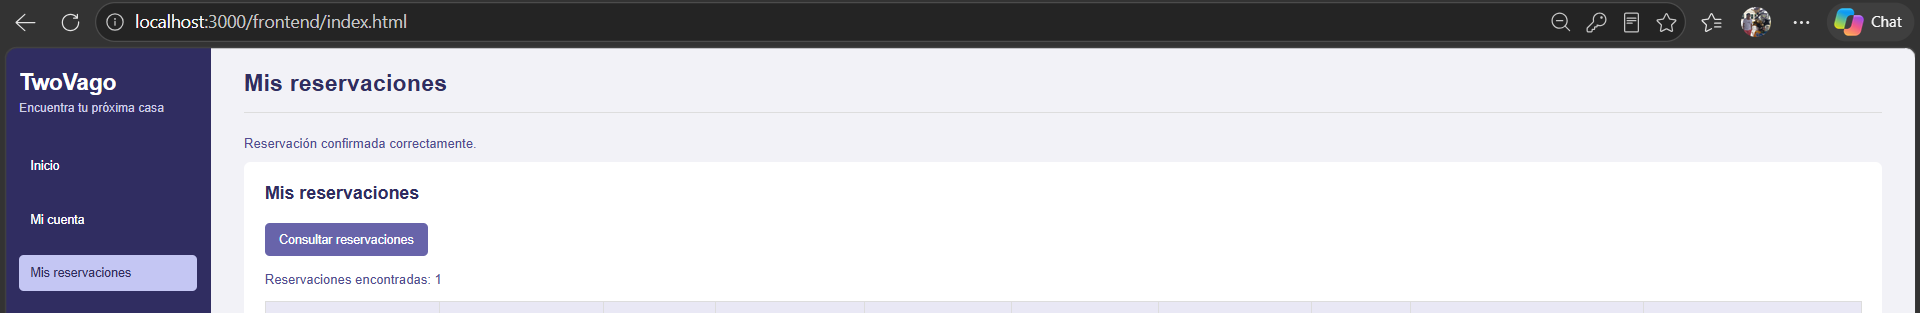 localhost:3000/frontend/index.html
Chat
TwoVago
Encuentra tu próxima casa
Inicio
Mi cuenta
Mis reservaciones
Mis reservaciones
Reservación confirmada correctamente.
Mis reservaciones
Consultar reservaciones
Reservaciones encontradas: 1